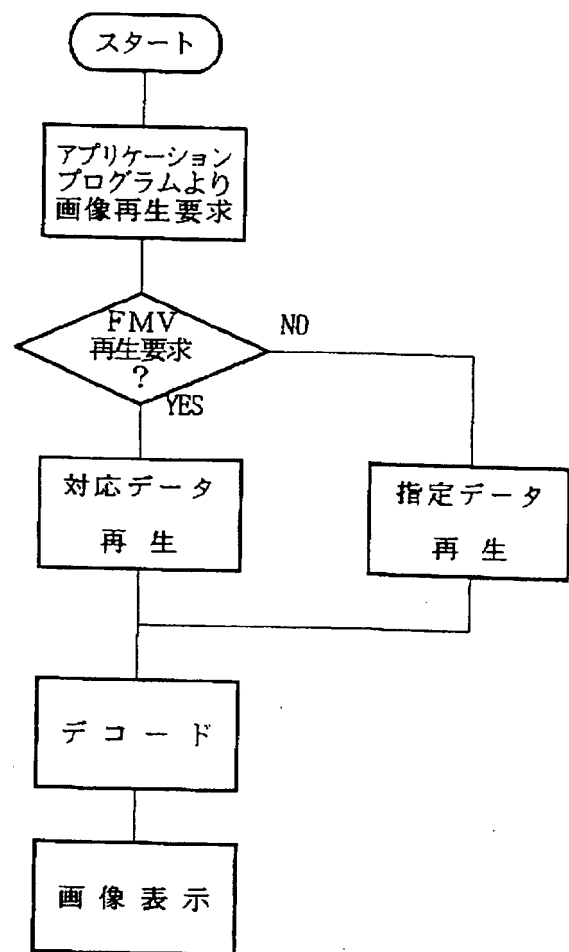 スタート
アプリケーション
プログラムより
画像再生要求
FMV
再生要求
?
NO
YES
対応データ
再生
指定データ
再生
デコード
画像表示